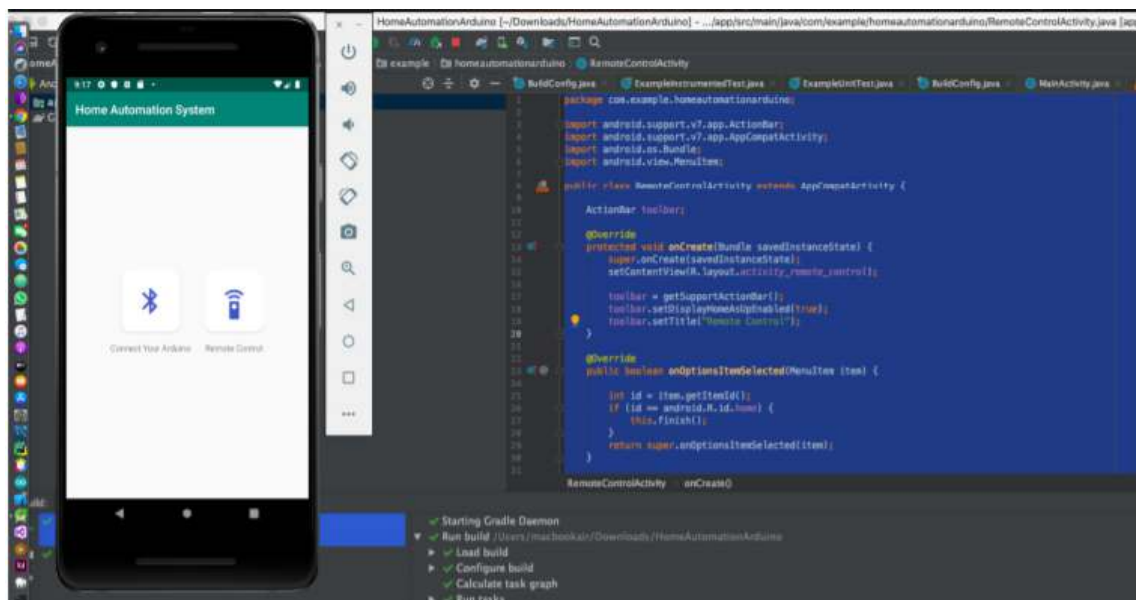 HomeAutomationArduino [~/Downloads/HomeAutomationArduino] - .../app/src/main/java/com/example/homeautomationarduino/RemoteControlActivity.java [app
example homeautomationarduino RemoteControlActivity
BuildConfig.java ExampleInstrumentedTest.java ExampleUnitTest.java BuildConfig.java MainActivity.java
9:17
Home Automation System
Connect Your Arduino Remote Control
package com.example.homeautomationarduino;
import android.support.v7.app.ActionBar;
import android.support.v7.app.AppCompatActivity;
import android.os.Bundle;
import android.view.MenuItem;
public class RemoteControlActivity extends AppCompatActivity {
ActionBar toolbar;
@Override
protected void onCreate(Bundle savedInstanceState) {
super.onCreate(savedInstanceState);
setContentView(R.layout.activity_remote_control);
toolbar = getSupportActionBar();
toolbar.setDisplayHomeAsUpEnabled(true);
toolbar.setTitle("Remote Control");
}
@Override
public boolean onOptionsItemSelected(MenuItem item) {
int id = item.getItemId();
if (id == android.R.id.home) {
this.finish();
}
return super.onOptionsItemSelected(item);
}
RemoteControlActivity onCreate()
Starting Gradle Daemon
Run build /Users/macbookair/Downloads/HomeAutomationArduino
Load build
Configure build
Calculate task graph
Run tasks